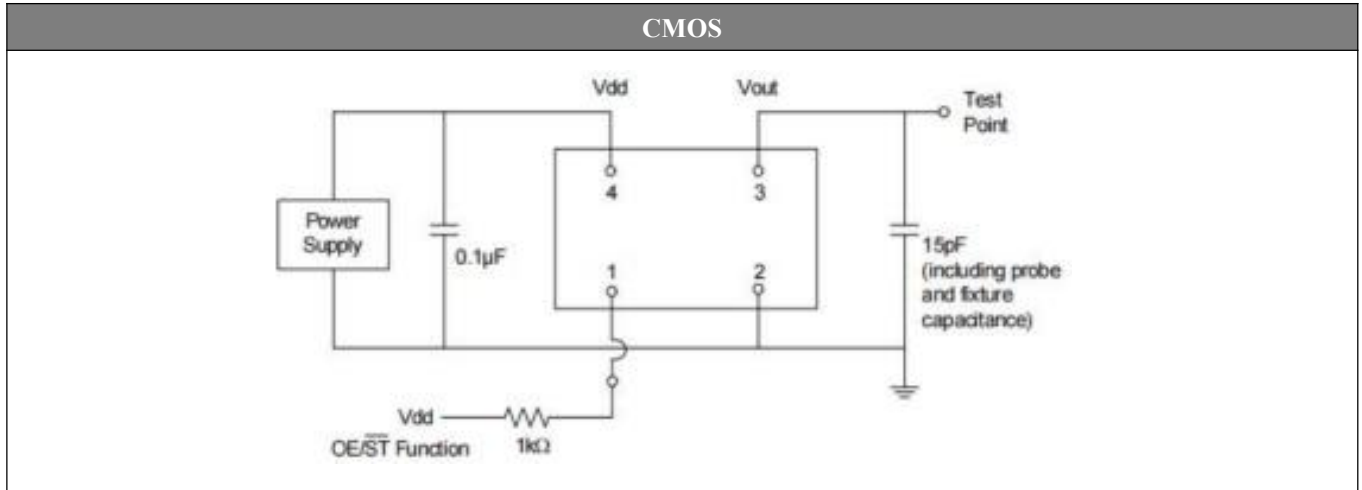 CMOS
Vdd
Vout
Test
Point
4
3
Power
Supply
0.1µF
1
2
15pF
(including probe
and fixture
capacitance)
Vdd
OE/S̅T̅ Function
1kΩ